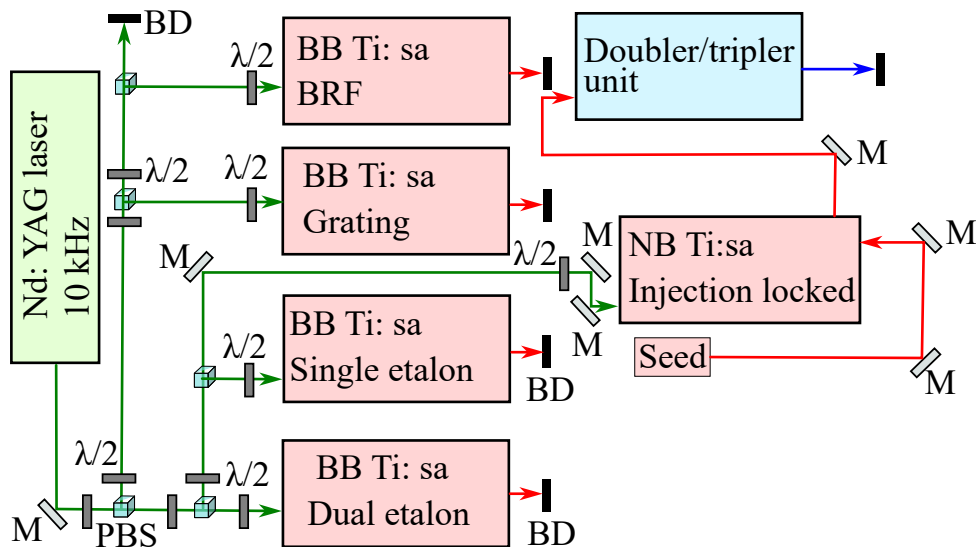 BD
λ/2
BB Ti: sa
BRF
Doubler/tripler
unit
M
Nd: YAG laser
10 kHz
λ/2
λ/2
BB Ti: sa
Grating
M
λ/2
M
NB Ti:sa
Injection locked
M
M
BB Ti: sa
Single etalon
λ/2
BD
Seed
M
λ/2
λ/2
BB Ti: sa
Dual etalon
M
PBS
BD